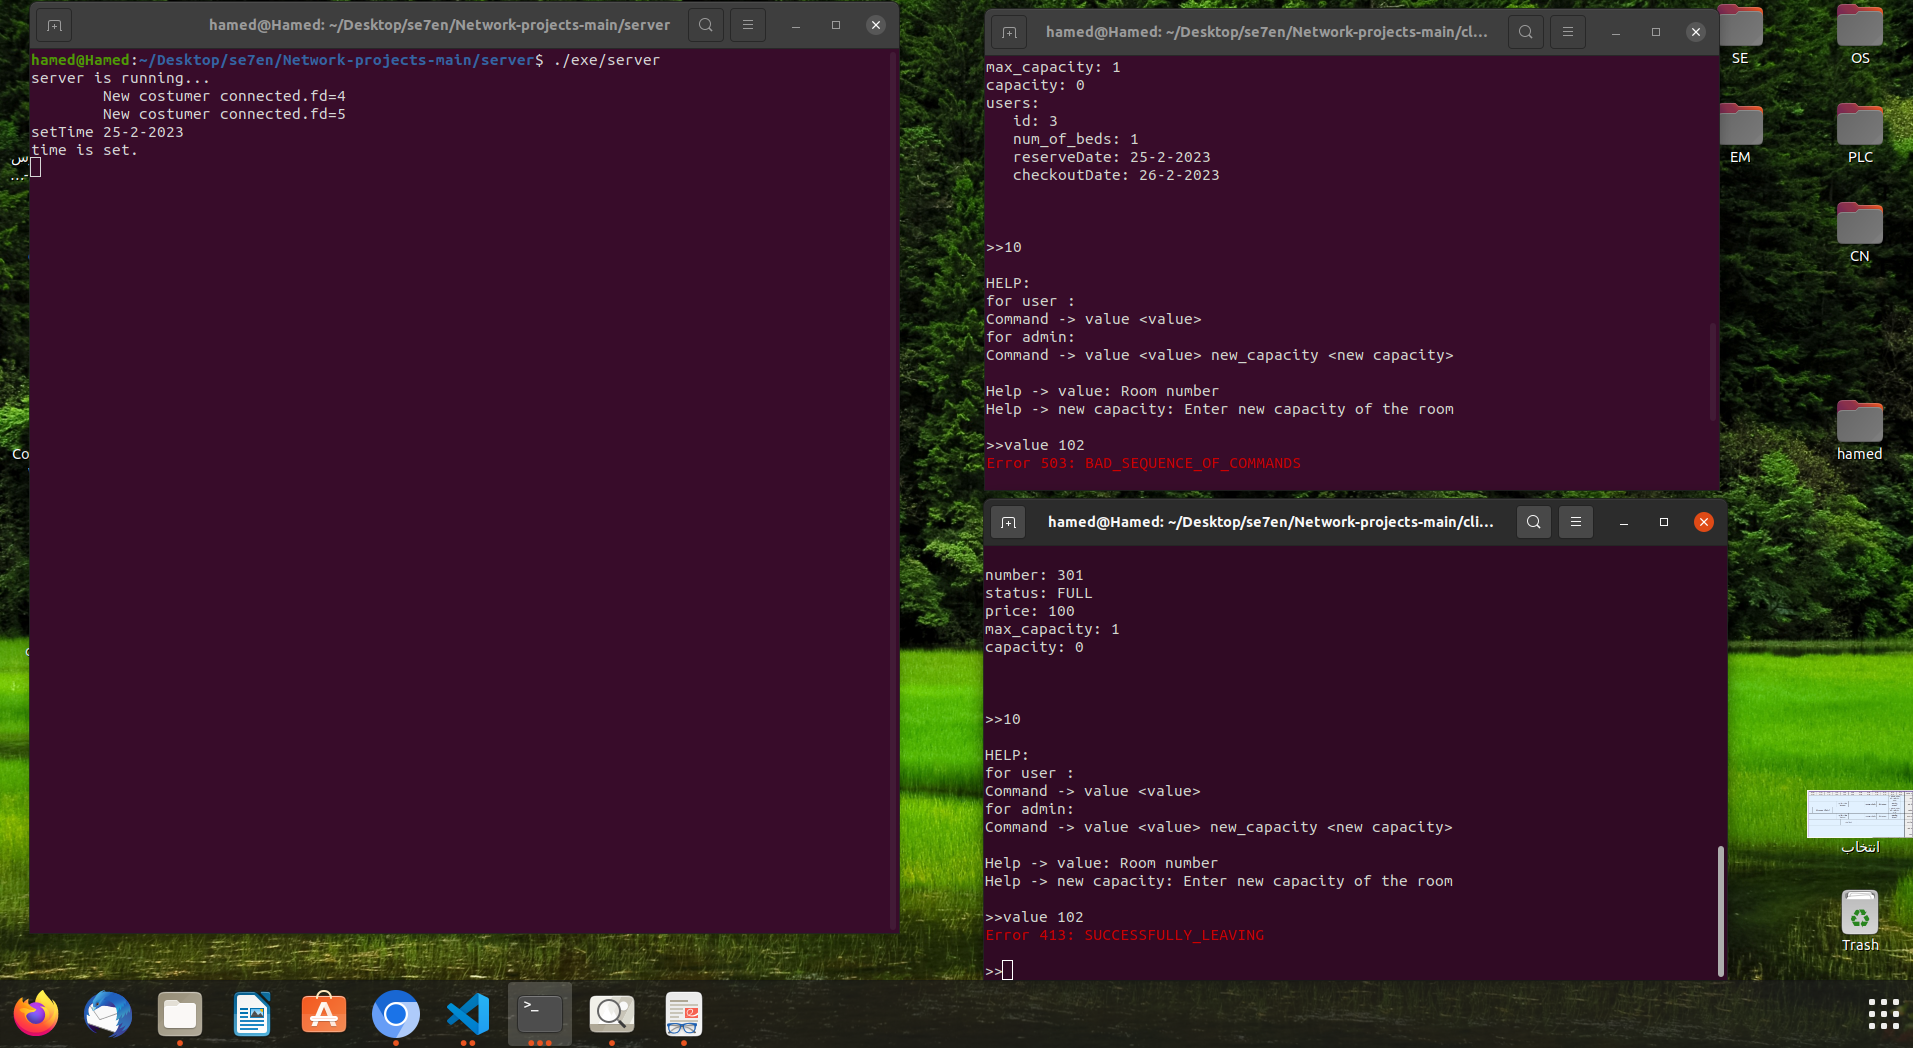 hamed@Hamed: ~/Desktop/se7en/Network-projects-main/server
hamed@Hamed:~/Desktop/se7en/Network-projects-main/server$ ./exe/server
server is running...
New costumer connected.fd=4
New costumer connected.fd=5
setTime 25-2-2023
time is set.
Co
hamed@Hamed: ~/Desktop/se7en/Network-projects-main/cl...
max_capacity: 1
capacity: 0
users:
id: 3
num_of_beds: 1
reserveDate: 25-2-2023
checkoutDate: 26-2-2023
>>10
HELP:
for user :
Command -> value <value>
for admin:
Command -> value <value> new_capacity <new capacity>
Help -> value: Room number
Help -> new capacity: Enter new capacity of the room
>>value 102
Error 503: BAD_SEQUENCE_OF_COMMANDS
hamed@Hamed: ~/Desktop/se7en/Network-projects-main/cli...
number: 301
status: FULL
price: 100
max_capacity: 1
capacity: 0
>>10
HELP:
for user :
Command -> value <value>
for admin:
Command -> value <value> new_capacity <new capacity>
Help -> value: Room number
Help -> new capacity: Enter new capacity of the room
>>value 102
Error 413: SUCCESSFULLY_LEAVING
>>
SE
OS
EM
PLC
CN
hamed
انتخاب
Trash